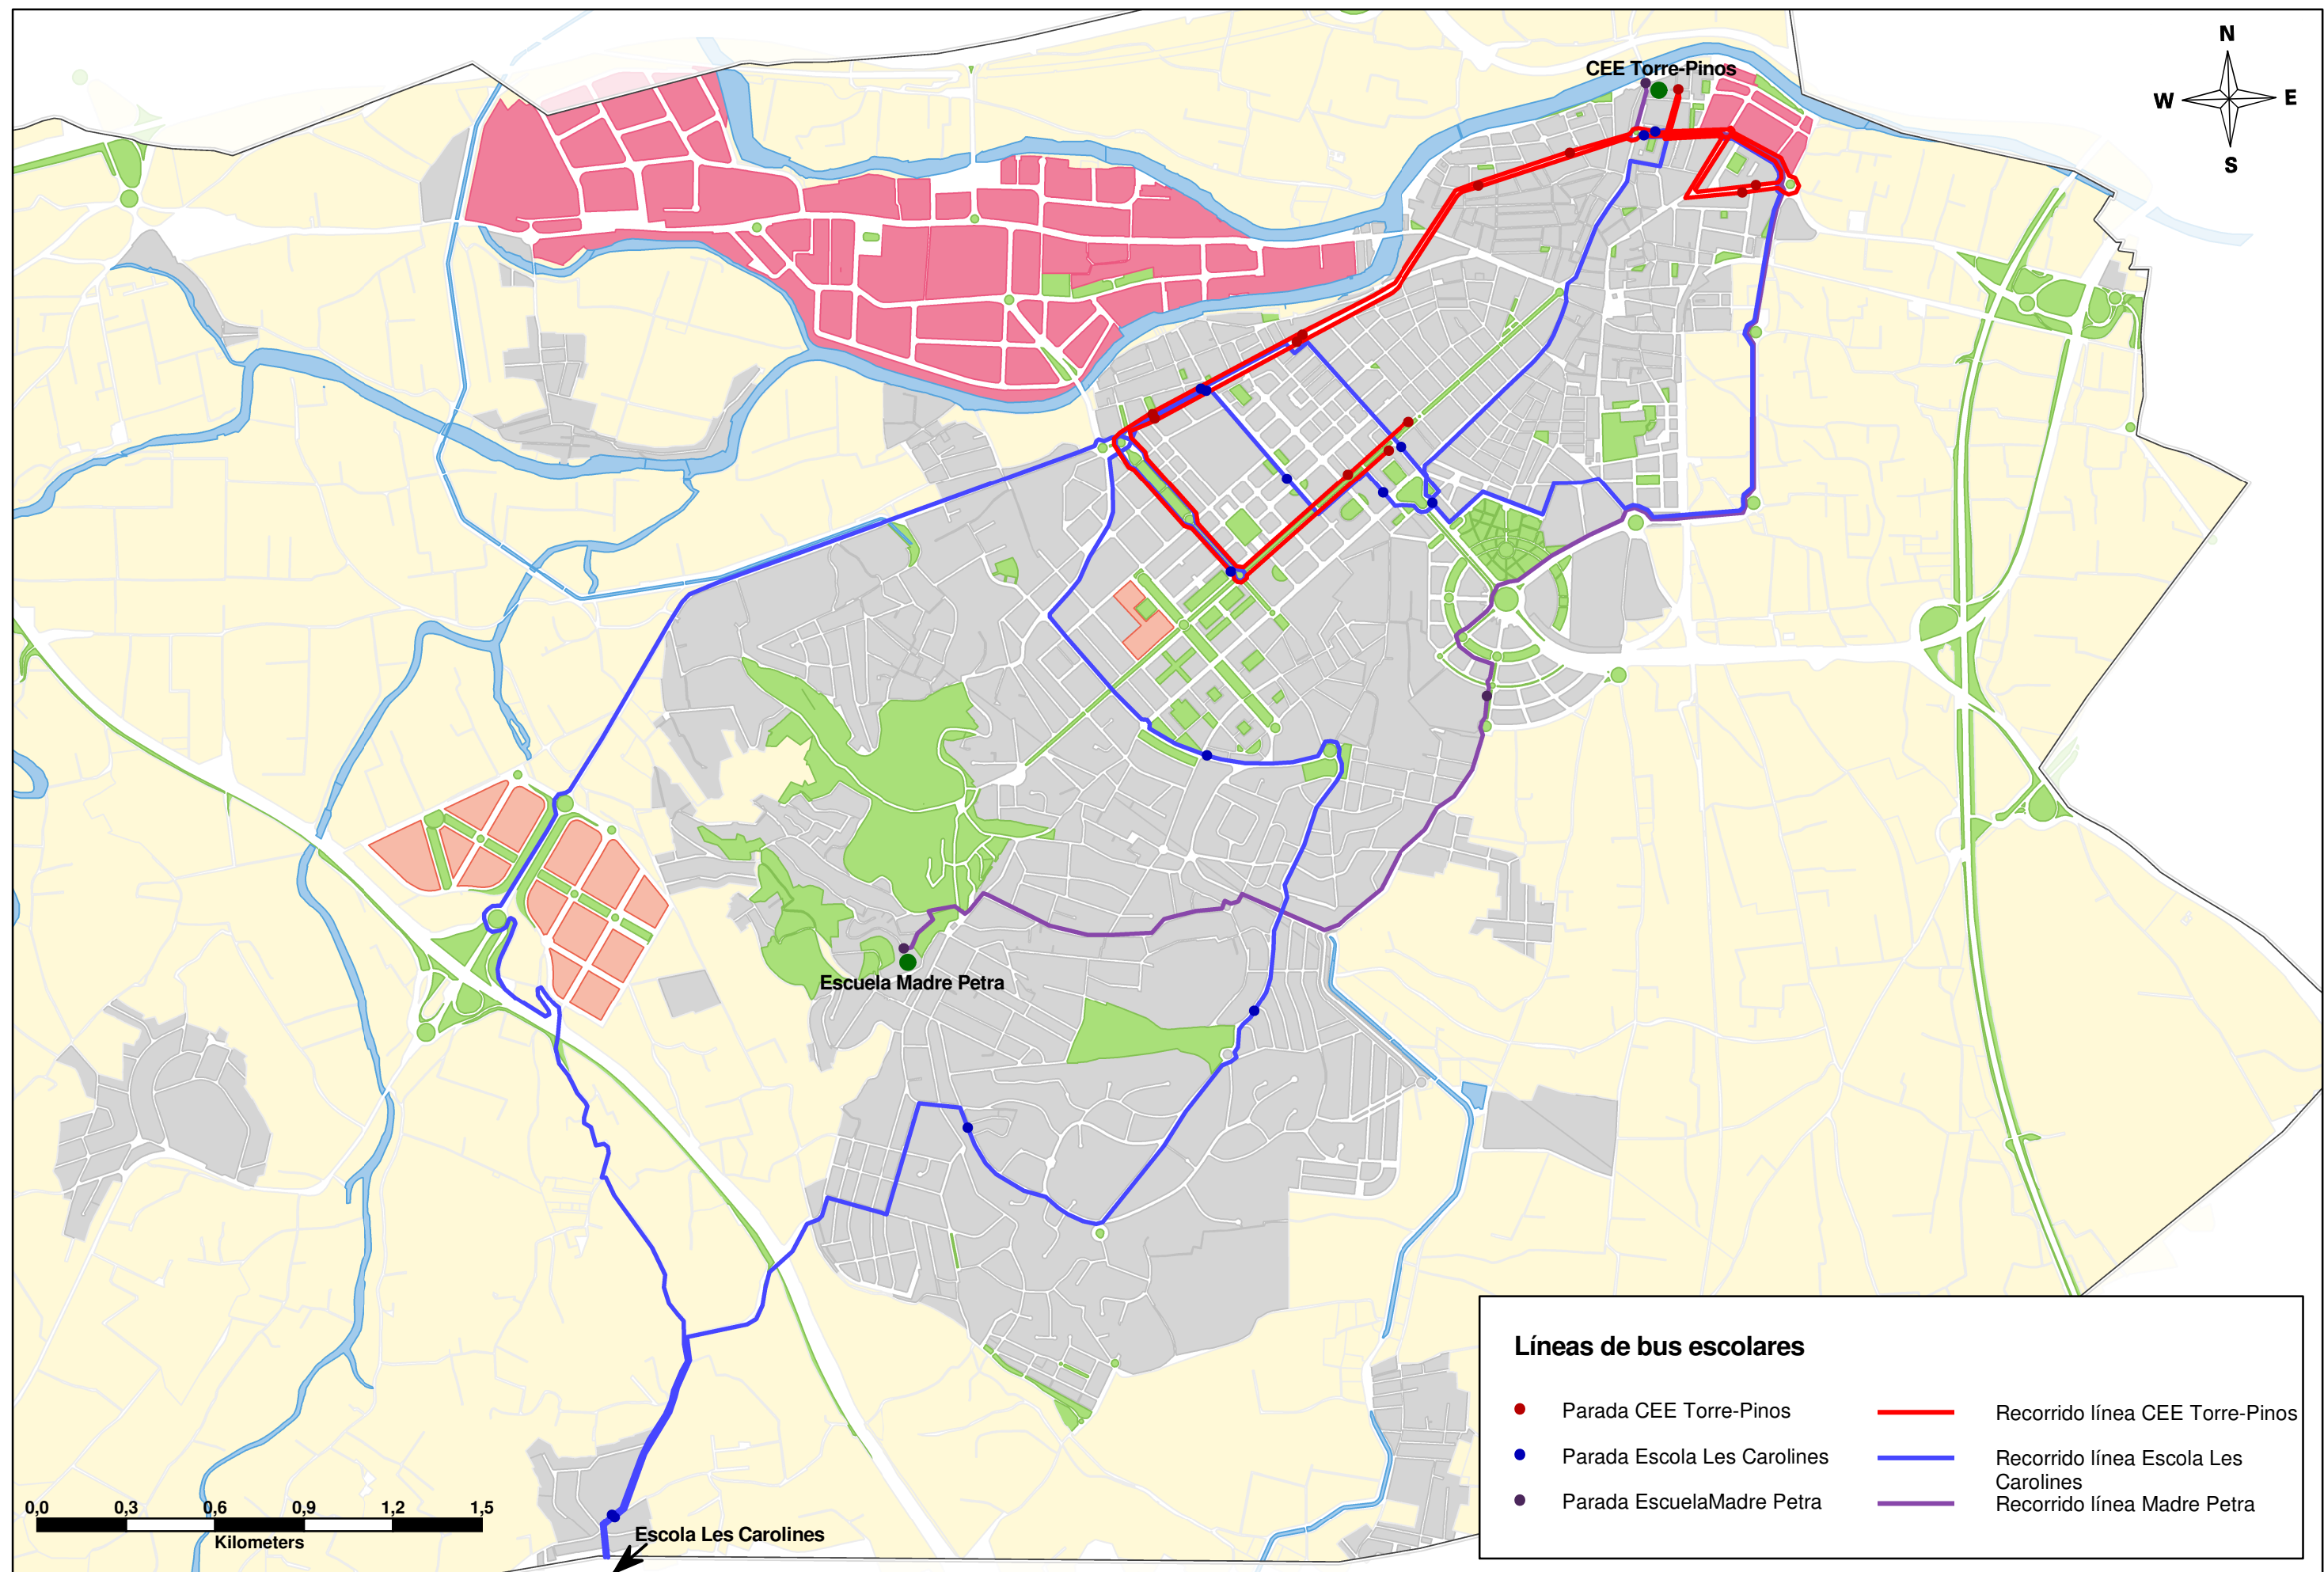 N
W E
S
CEE Torre-Pinos
Escuela Madre Petra
Escola Les Carolines
0,0 0,3 0,6 0,9 1,2 1,5
Kilometers
Líneas de bus escolares
Parada CEE Torre-Pinos
Parada Escola Les Carolines
Parada EscuelaMadre Petra
Recorrido línea CEE Torre-Pinos
Recorrido línea Escola Les
Carolines
Recorrido línea Madre Petra